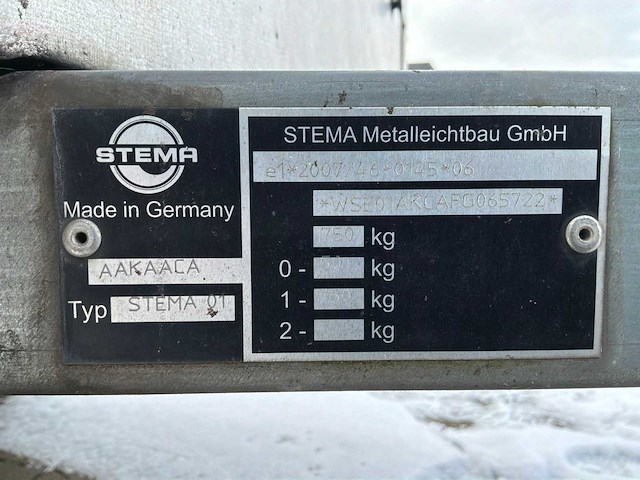 STEMA
Made in Germany
AAKAACA
Typ STEMA 01
STEMA Metalleichtbau GmbH
e1*2007/46*0145*06
750 kg
0 - kg
1 - kg
2 - kg